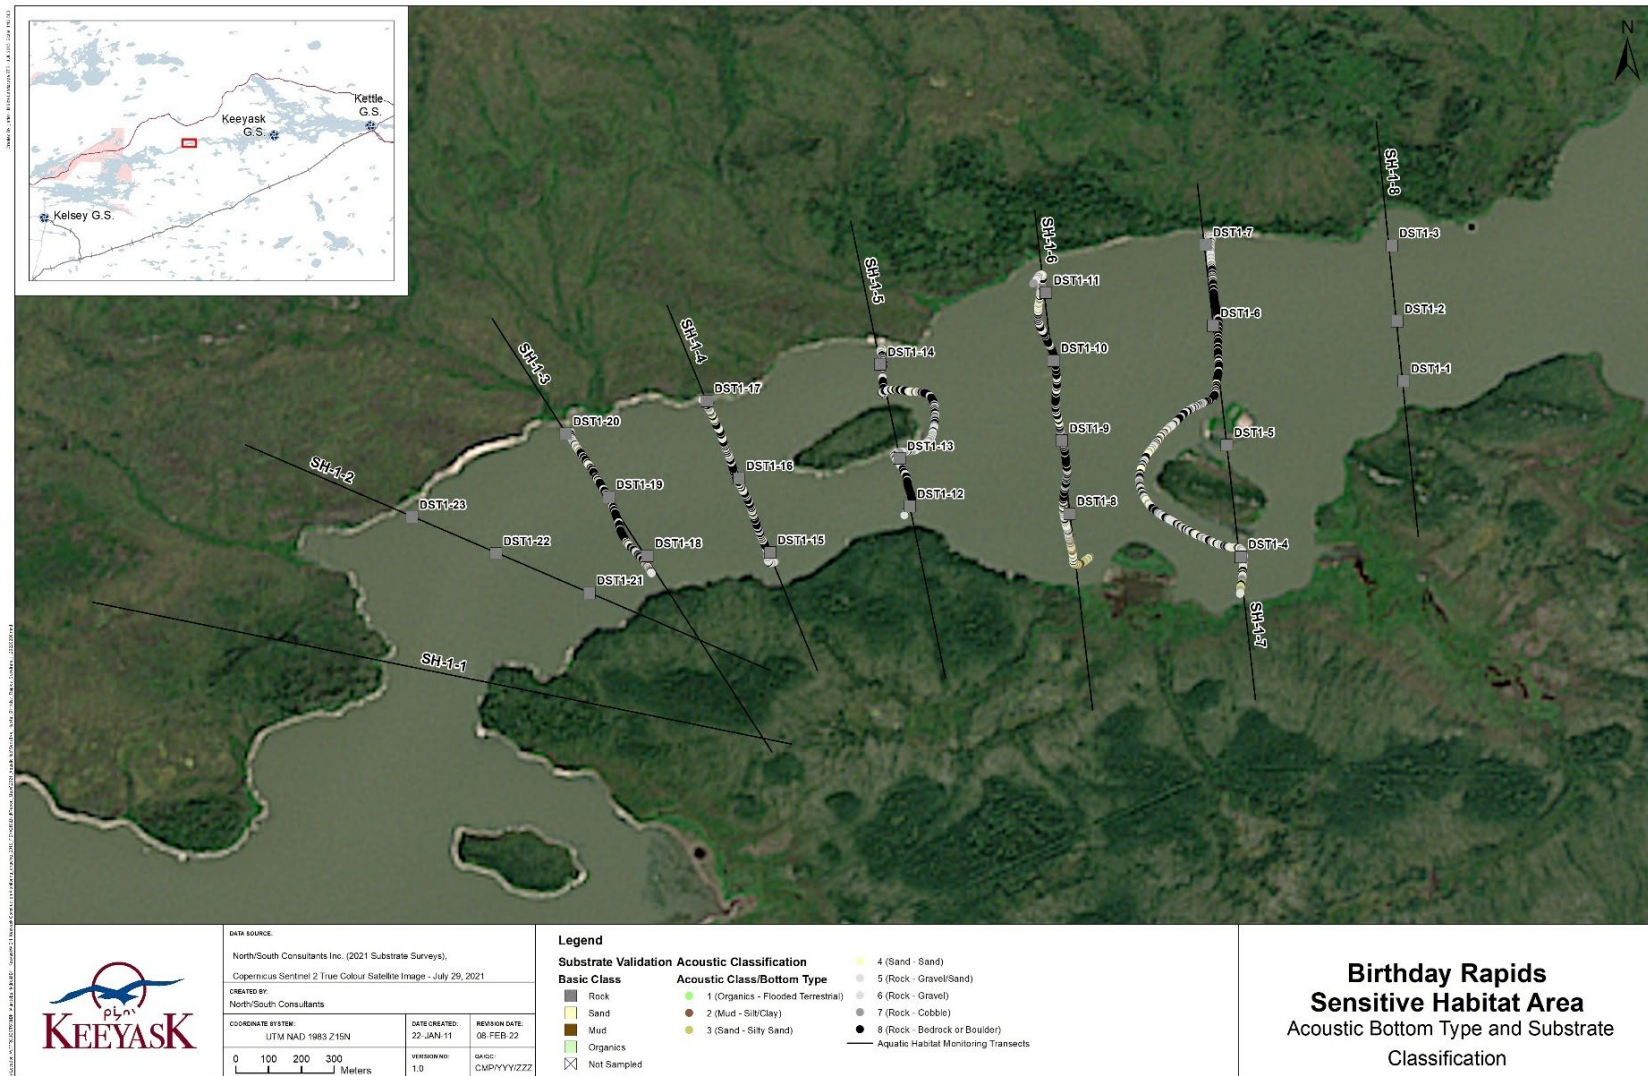 Kettle
G.S.
Keeyask
G.S.
Kelsey G.S.
N
SH-1-8
DST1-3
DST1-2
DST1-1
SH-1-7
DST1-7
DST1-6
DST1-5
DST1-4
SH-1-6
DST1-11
DST1-10
DST1-9
DST1-8
SH-1-5
DST1-14
DST1-13
DST1-12
SH-1-4
DST1-17
DST1-16
DST1-15
SH-1-3
DST1-20
DST1-19
DST1-18
SH-1-2
DST1-23
DST1-22
DST1-21
SH-1-1
KEEYASK
DATA SOURCE:
North/South Consultants Inc. (2021 Substrate Surveys),
Copernicus Sentinel 2 True Colour Satellite Image - July 29, 2021
CREATED BY:
North/South Consultants
COORDINATE SYSTEM:
UTM NAD 1983 Z15N
DATE CREATED:
22-JAN-11
REVISION DATE:
08-FEB-22
0 100 200 300
Meters
VERSION NO:
1.0
QA/QC:
CMP/YYY/ZZZ
Legend
Substrate Validation
Basic Class
Rock
Sand
Mud
Organics
Not Sampled
Acoustic Classification
Acoustic Class/Bottom Type
1 (Organics - Flooded Terrestrial)
2 (Mud - Silt/Clay)
3 (Sand - Silty Sand)
4 (Sand - Sand)
5 (Rock - Gravel/Sand)
6 (Rock - Gravel)
7 (Rock - Cobble)
8 (Rock - Bedrock or Boulder)
Aquatic Habitat Monitoring Transects
Birthday Rapids
Sensitive Habitat Area
Acoustic Bottom Type and Substrate
Classification